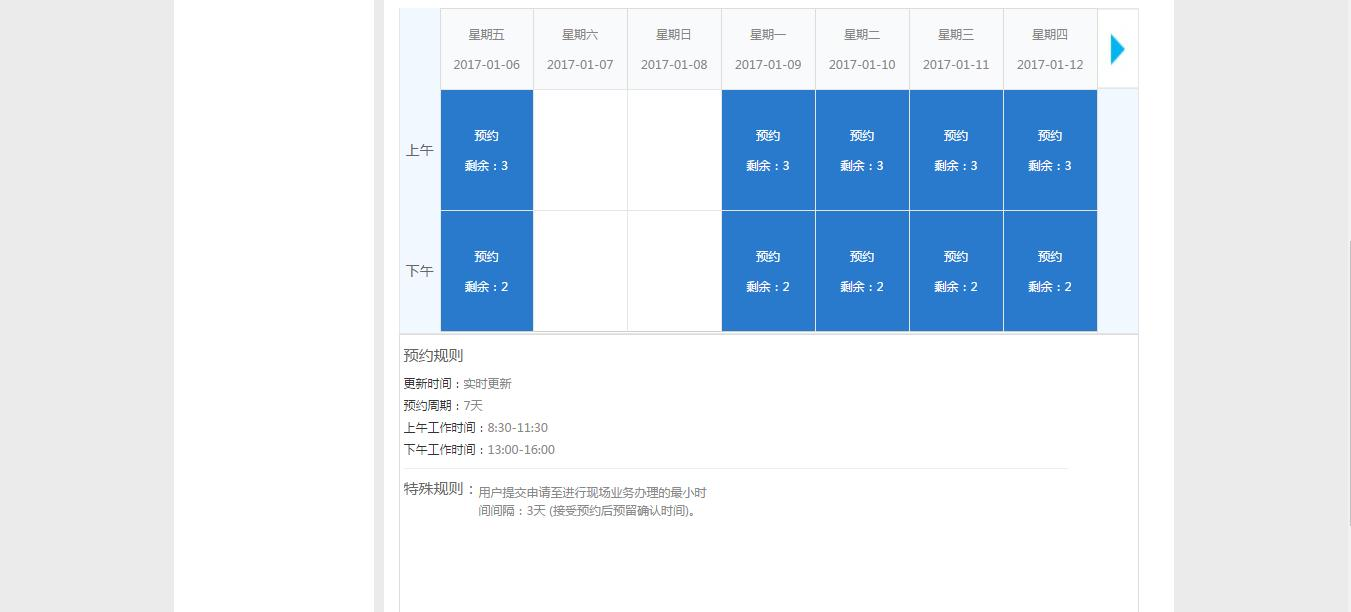 星期五 星期六 星期日 星期一 星期二 星期三 星期四
2017-01-06 2017-01-07 2017-01-08 2017-01-09 2017-01-10 2017-01-11 2017-01-12
预约 预约 预约 预约 预约
上午
剩余：3 剩余：3 剩余：3 剩余：3 剩余：3
预约 预约 预约 预约 预约
下午
剩余：2 剩余：2 剩余：2 剩余：2 剩余：2
预约规则
更新时间：实时更新
预约周期：7天
上午工作时间：8:30-11:30
下午工作时间：13:00-16:00
特殊规则：用户提交申请至进行现场业务办理的最小时
间间隔：3天 (接受预约后预留确认时间)。